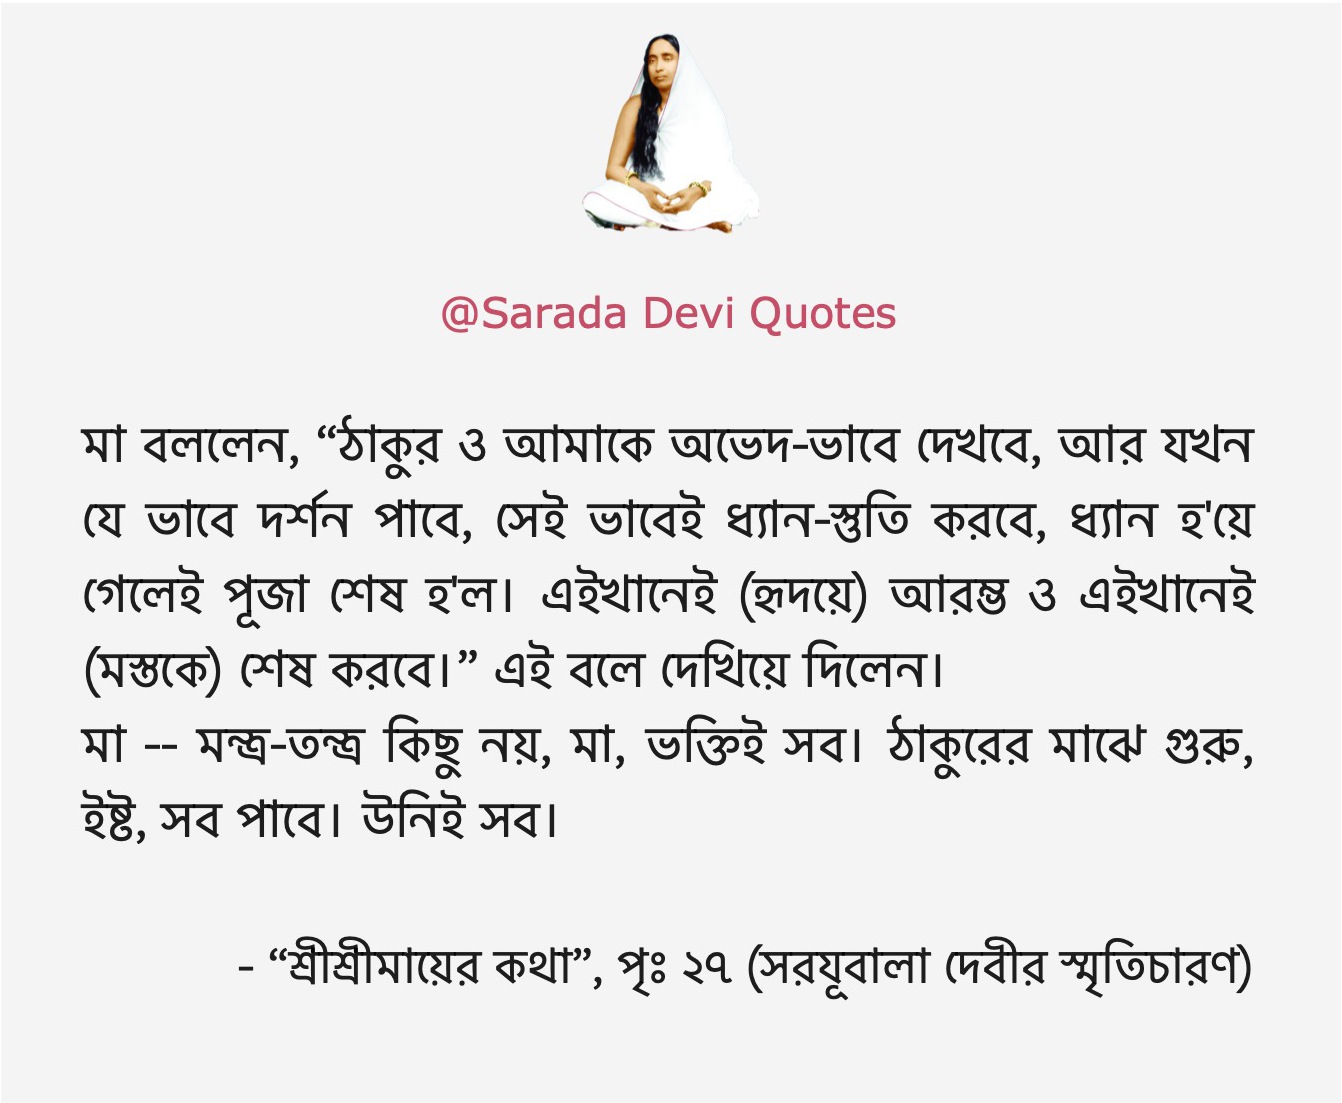 @Sarada Devi Quotes
মা বললেন, “ঠাকুর ও আমাকে অভেদ-ভাবে দেখবে, আর যখন
যে ভাবে দর্শন পাবে, সেই ভাবেই ধ্যান-স্তুতি করবে, ধ্যান হ'য়ে
গেলেই পূজা শেষ হ'ল। এইখানেই (হৃদয়ে) আরম্ভ ও এইখানেই
(মস্তকে) শেষ করবে।” এই বলে দেখিয়ে দিলেন।
মা -- মন্ত্র-তন্ত্র কিছু নয়, মা, ভক্তিই সব। ঠাকুরের মাঝে গুরু,
ইষ্ট, সব পাবে। উনিই সব।
- “শ্রীশ্রীমায়ের কথা”, পৃঃ ২৭ (সরযূবালা দেবীর স্মৃতিচারণ)